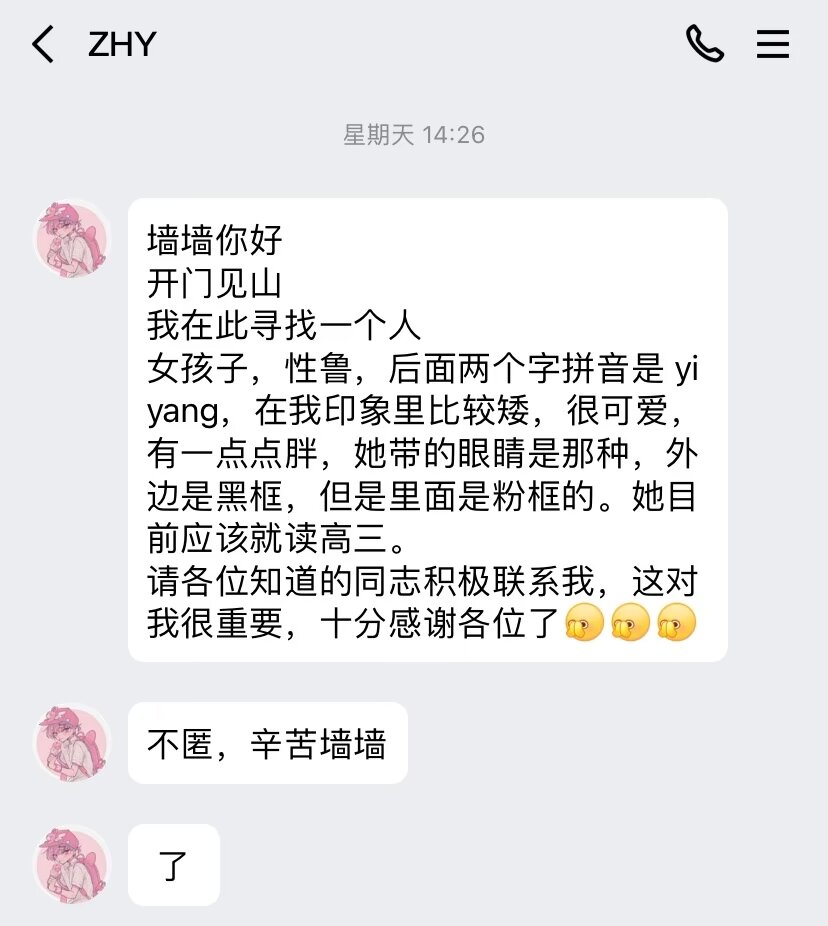 ZHY
星期天 14:26
墙墙你好
开门见山
我在此寻找一个人
女孩子，性鲁，后面两个字拼音是 yi
yang，在我印象里比较矮，很可爱，
有一点点胖，她带的眼睛是那种，外
边是黑框，但是里面是粉框的。她目
前应该就读高三。
请各位知道的同志积极联系我，这对
我很重要，十分感谢各位了
不匿，辛苦墙墙
了